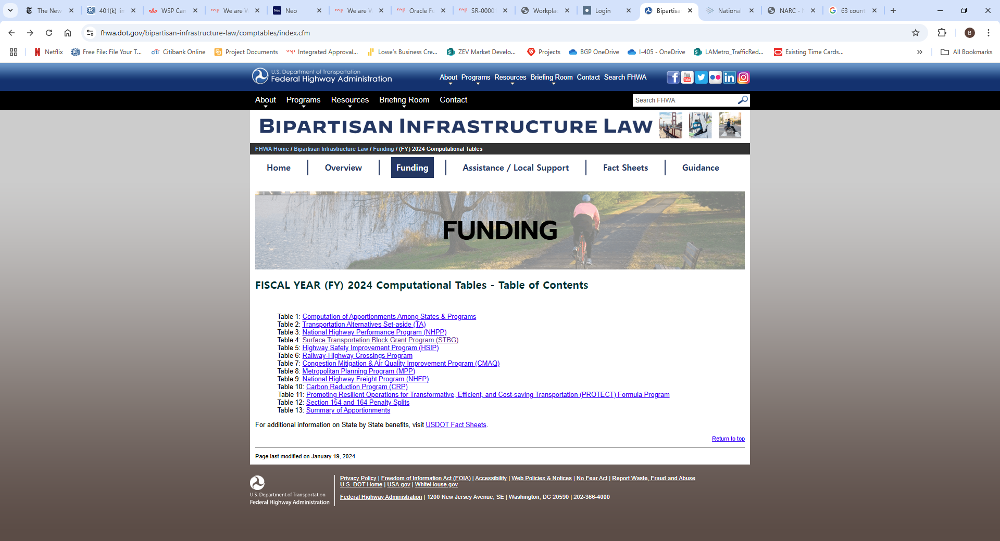 The New
401(k) lin
WSP Can
We are W
Neo
We are W
Oracle Fu
SR-0000
Workplac
Login
Bipartisa
National
NARC - N
63 count
fhwa.dot.gov/bipartisan-infrastructure-law/comptables/index.cfm
B
Netflix
Free File: File Your T...
citi Citibank Online
Project Documents
Integrated Approval...
Lowe's Business Cre...
ZEV Market Develo...
Projects
BGP OneDrive
I-405 - OneDrive
LAMetro_TrafficRed...
Existing Time Cards...
All Bookmarks
U.S. Department of Transportation
Federal Highway Administration
About Programs Resources Briefing Room Contact Search FHWA
About Programs Resources Briefing Room Contact
Search FHWA
BIPARTISAN INFRASTRUCTURE LAW
FHWA Home / Bipartisan Infrastructure Law / Funding / (FY) 2024 Computational Tables
Home Overview Funding Assistance / Local Support Fact Sheets Guidance
FUNDING
FISCAL YEAR (FY) 2024 Computational Tables - Table of Contents
Table 1: Computation of Apportionments Among States & Programs
Table 2: Transportation Alternatives Set-aside (TA)
Table 3: National Highway Performance Program (NHPP)
Table 4: Surface Transportation Block Grant Program (STBG)
Table 5: Highway Safety Improvement Program (HSIP)
Table 6: Railway-Highway Crossings Program
Table 7: Congestion Mitigation & Air Quality Improvement Program (CMAQ)
Table 8: Metropolitan Planning Program (MPP)
Table 9: National Highway Freight Program (NHFP)
Table 10: Carbon Reduction Program (CRP)
Table 11: Promoting Resilient Operations for Transformative, Efficient, and Cost-saving Transportation (PROTECT) Formula Program
Table 12: Section 154 and 164 Penalty Splits
Table 13: Summary of Apportionments
For additional information on State by State benefits, visit USDOT Fact Sheets.
Return to top
Page last modified on January 19, 2024
U.S. Department of Transportation
Federal Highway Administration
Privacy Policy | Freedom of Information Act (FOIA) | Accessibility | Web Policies & Notices | No Fear Act | Report Waste, Fraud and Abuse
U.S. DOT Home | USA.gov | WhiteHouse.gov
Federal Highway Administration | 1200 New Jersey Avenue, SE | Washington, DC 20590 | 202-366-4000